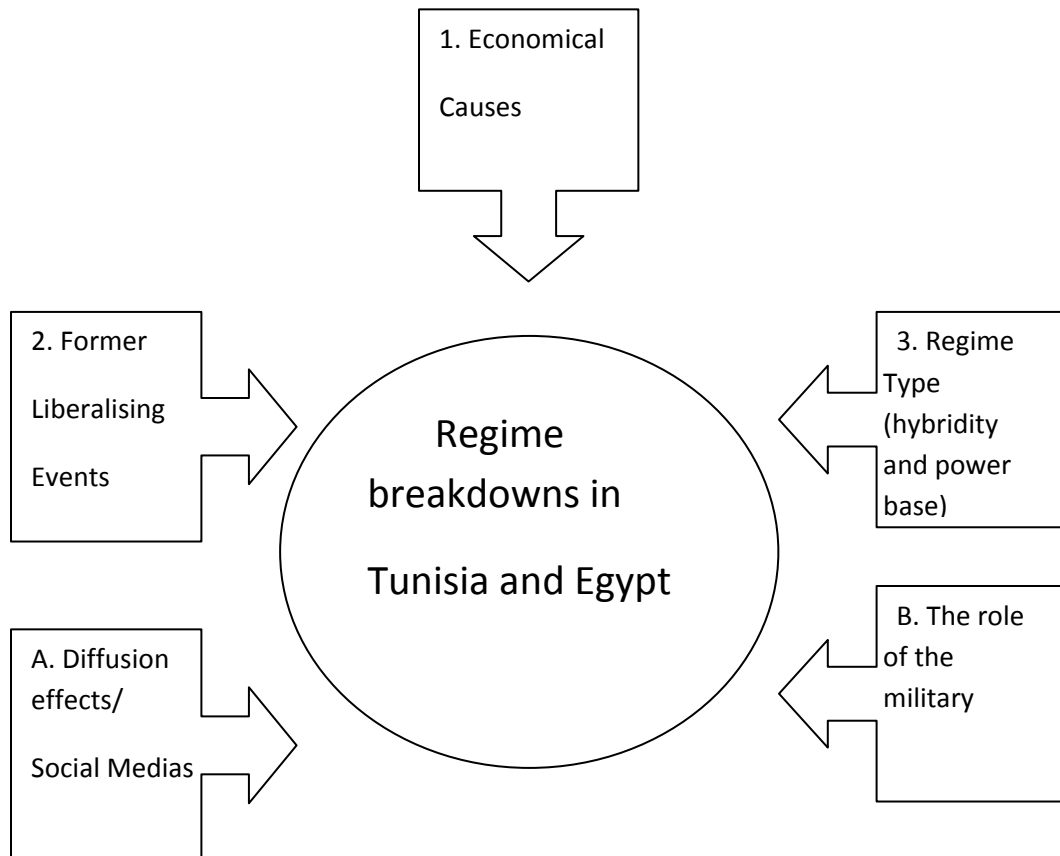 1. Economical
Causes
2. Former
Liberalising
Events
3. Regime
Type
(hybridity
and power
base)
Regime
breakdowns in
Tunisia and Egypt
A. Diffusion
effects/
Social Medias
B. The role
of the
military